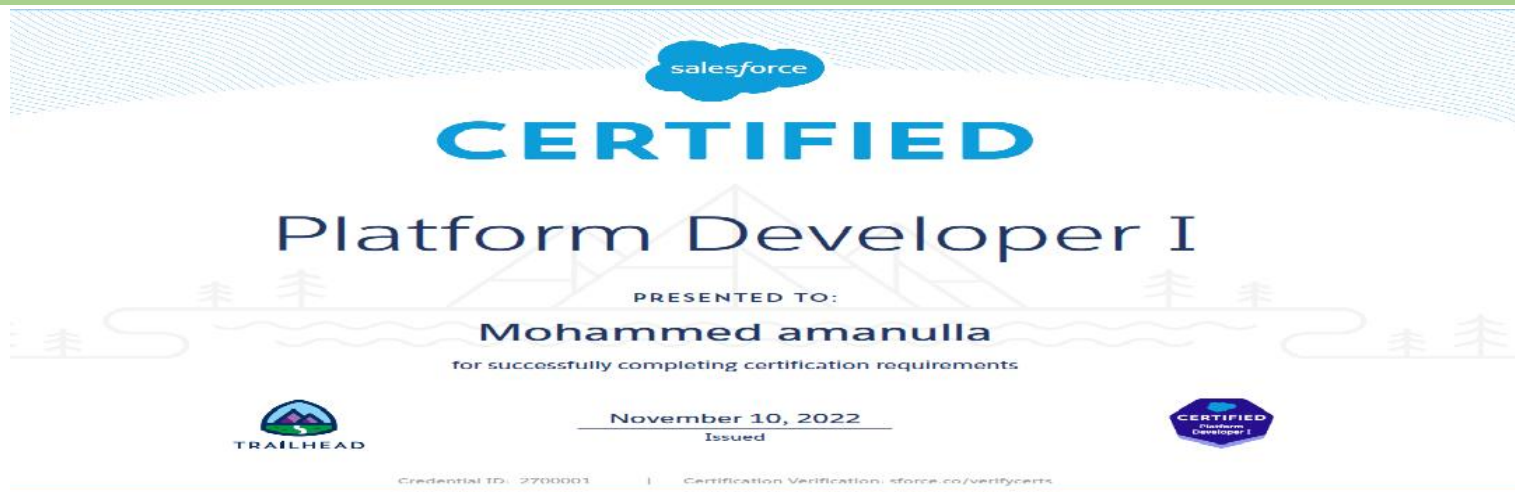 salesforce
CERTIFIED
Platform Developer I
PRESENTED TO:
Mohammed amanulla
for successfully completing certification requirements
November 10, 2022
Issued
TRAILHEAD
CERTIFIED
Platform
Developer I
Credential ID: 2700001 | Certification Verification: sforce.co/verifycerts